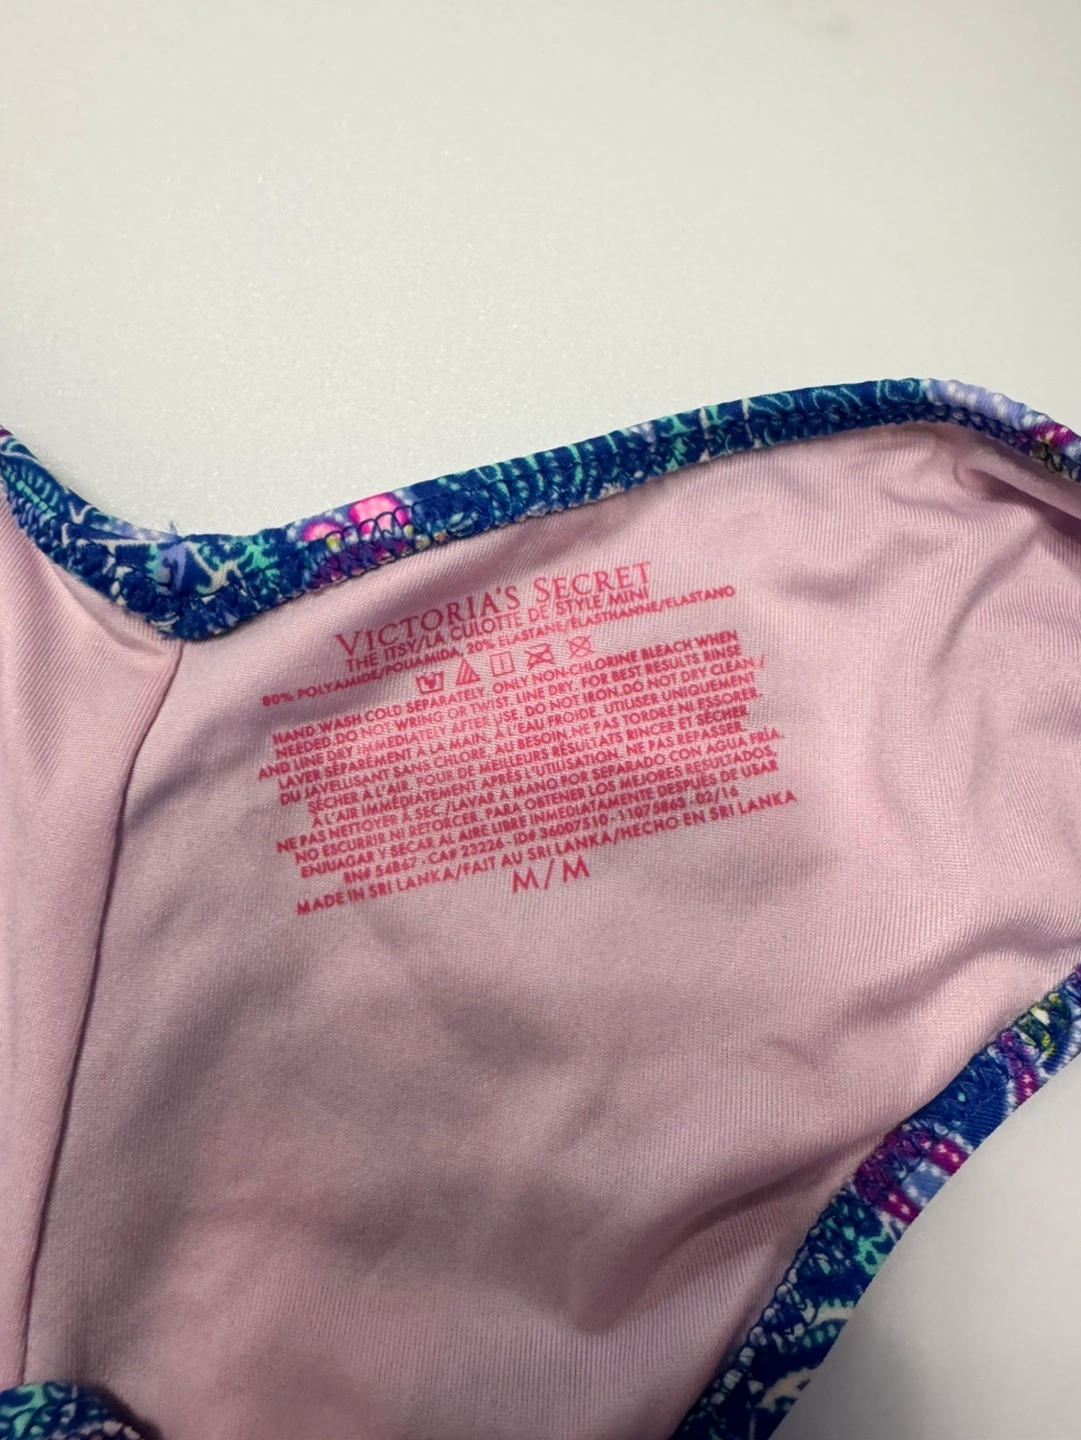 VICTORIA'S SECRET
THE ITSY/LA CULOTTE DE STYLE/MINI
80% POLYAMIDE/POLIAMIDA, 20% ELASTANE/ÉLASTHANNE/ELASTANO
HAND WASH COLD SEPARATELY. ONLY NON-CHLORINE BLEACH WHEN
NEEDED.DO NOT WRING OR TWIST. LINE DRY. FOR BEST RESULTS RINSE
AND LINE DRY IMMEDIATELY AFTER USE. DO NOT IRON.DO NOT DRY CLEAN /
LAVER SÉPARÉMENT À LA MAIN, À L'EAU FROIDE. UTILISER UNIQUEMENT
DU JAVELLISANT SANS CHLORE, AU BESOIN.NE PAS TORDRE NI ESSORER.
SÉCHER À L'AIR. POUR DE MEILLEURS RÉSULTATS RINCER ET SÉCHER
À L'AIR IMMÉDIATEMENT APRÈS L'UTILISATION. NE PAS REPASSER.
NE PAS NETTOYER À SEC/LAVAR A MANO POR SEPARADO CON AGUA FRÍA.
NO ESCURRIR NI RETORCER. PARA OBTENER LOS MEJORES RESULTADOS,
ENJUAGAR Y SECAR AL AIRE LIBRE INMEDIATAMENTE DESPUÉS DE USAR
RN# 54867 - CA# 23226 - ID# 36007510 - 11075863 - 02/16
MADE IN SRI LANKA/FAIT AU SRI LANKA/HECHO EN SRI LANKA
M/M